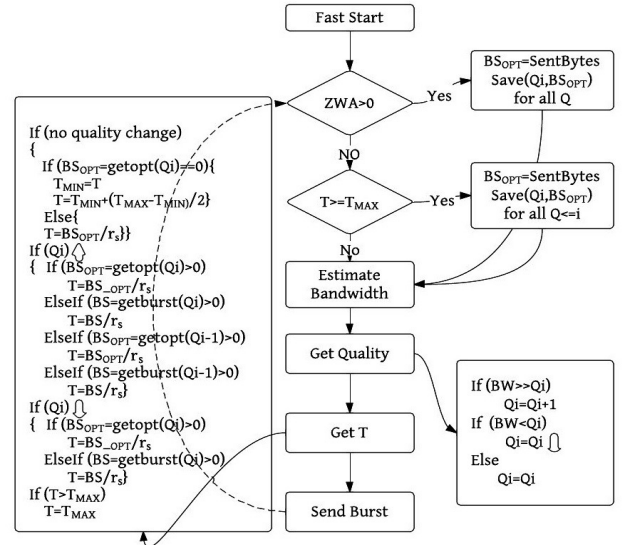 Fast Start
ZWA>0
Yes
BSOPT=SentBytes
Save(Qi,BSOPT)
for all Q
NO
T>=TMAX
Yes
BSOPT=SentBytes
Save(Qi,BSOPT)
for all Q<=i
No
Estimate
Bandwidth
Get Quality
Get T
Send Burst
If (no quality change)
{
If (BSOPT=getopt(Qi)==0){
TMIN=T
T=TMIN+(TMAX-TMIN)/2}
Else{
T=BSOPT/rs}}
If (Qi)⇧
{ If (BSOPT=getopt(Qi)>0)
T=BS_OPT/rs
ElseIf (BS=getburst(Qi)>0)
T=BS/rs
ElseIf (BSOPT=getopt(Qi-1)>0)
T=BSOPT/rs
ElseIf (BS=getburst(Qi-1)>0)
T=BS/rs}
If (Qi)⇩
{ If (BSOPT=getopt(Qi)>0)
T=BS_OPT/rs
ElseIf (BS=getburst(Qi)>0)
T=BS/rs}
If (T>TMAX)
T=TMAX
If (BW>>Qi)
Qi=Qi+1
If (BW<Qi)
Qi=Qi⇩
Else
Qi=Qi